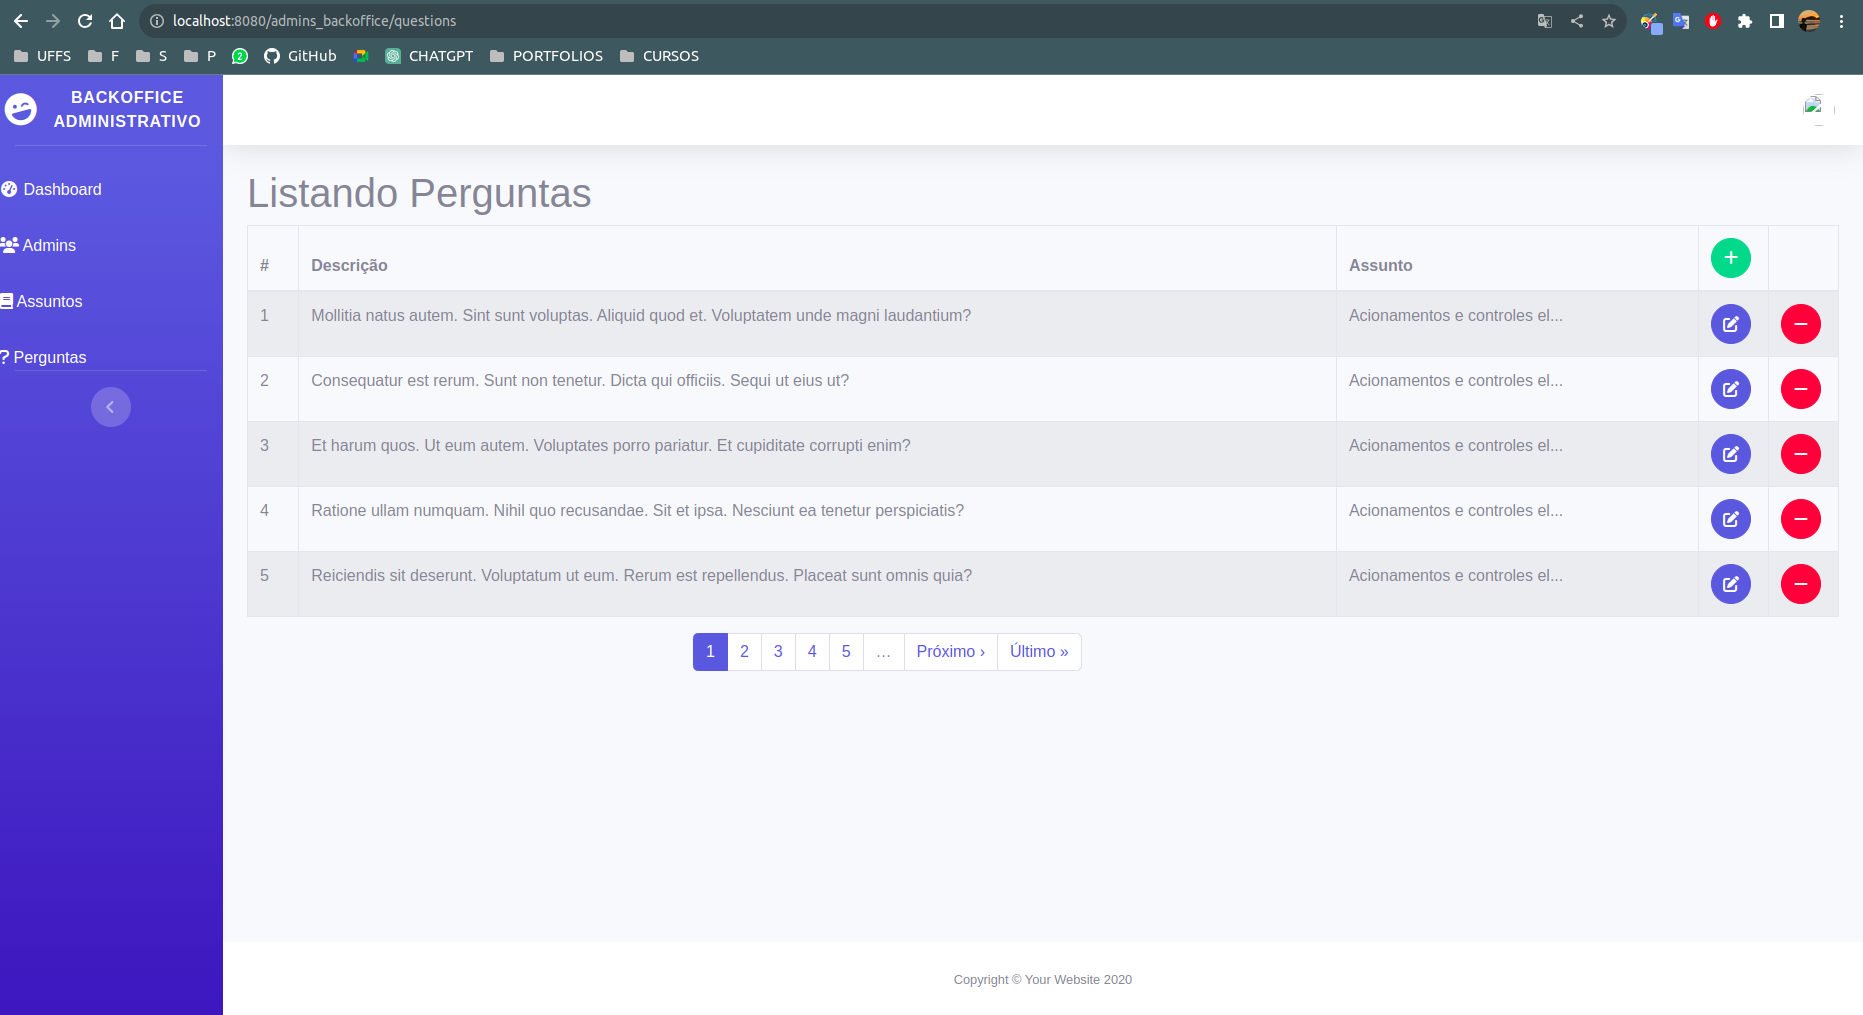 localhost:8080/admins_backoffice/questions
UFFS F S P 2 GitHub CHATGPT PORTFOLIOS CURSOS
BACKOFFICE
ADMINISTRATIVO
Dashboard
Admins
Assuntos
? Perguntas
Listando Perguntas
# Descrição Assunto +
1 Mollitia natus autem. Sint sunt voluptas. Aliquid quod et. Voluptatem unde magni laudantium? Acionamentos e controles el...
2 Consequatur est rerum. Sunt non tenetur. Dicta qui officiis. Sequi ut eius ut? Acionamentos e controles el...
3 Et harum quos. Ut eum autem. Voluptates porro pariatur. Et cupiditate corrupti enim? Acionamentos e controles el...
4 Ratione ullam numquam. Nihil quo recusandae. Sit et ipsa. Nesciunt ea tenetur perspiciatis? Acionamentos e controles el...
5 Reiciendis sit deserunt. Voluptatum ut eum. Rerum est repellendus. Placeat sunt omnis quia? Acionamentos e controles el...
1 2 3 4 5 … Próximo › Último »
Copyright © Your Website 2020